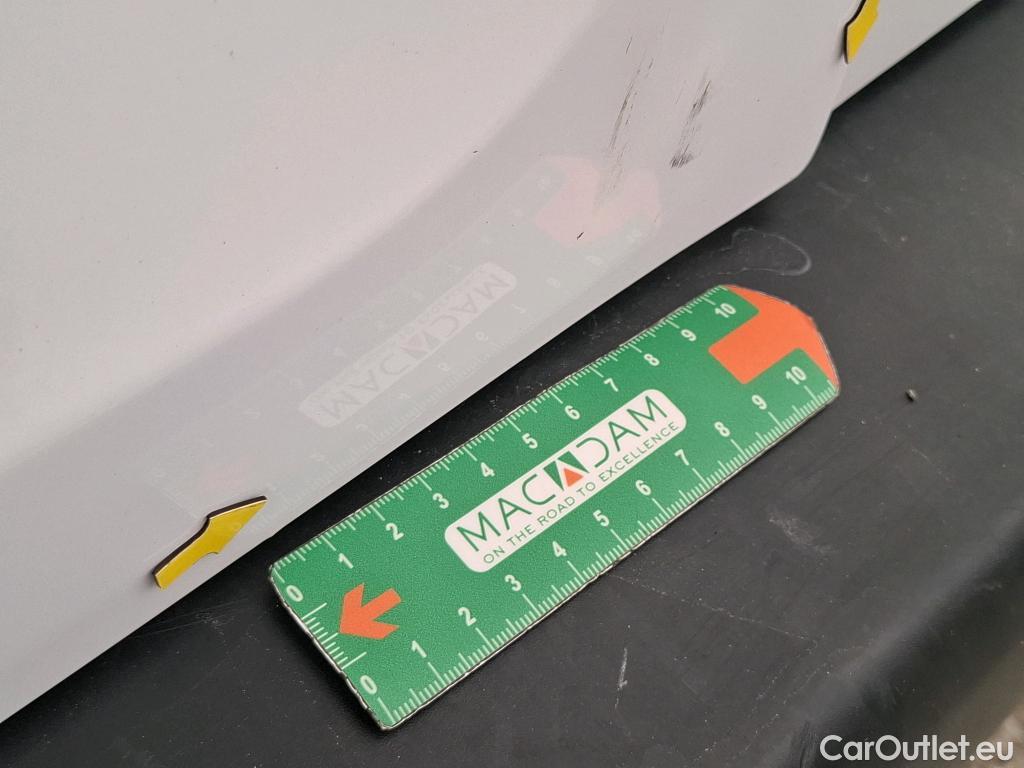 0 1 2 3 4 5 6 7 8 9 10
MACADAM
ON THE ROAD TO EXCELLENCE
0 1 2 3 4 5 6 7 8 9 10
CarOutlet.eu